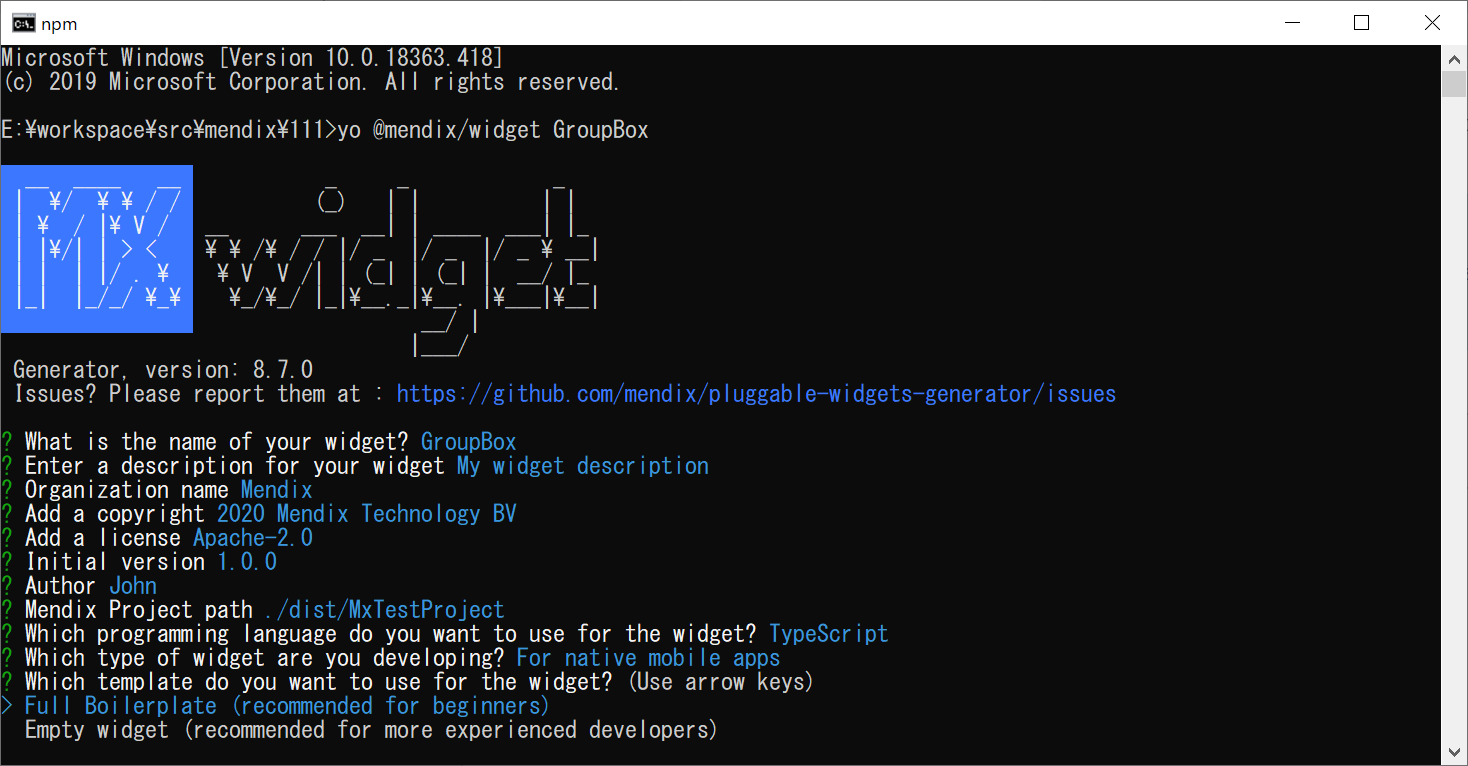 npm
Microsoft Windows [Version 10.0.18363.418]
(c) 2019 Microsoft Corporation. All rights reserved.
E:¥workspace¥src¥mendix¥111>yo @mendix/widget GroupBox
MX widget
Generator, version: 8.7.0
Issues? Please report them at : https://github.com/mendix/pluggable-widgets-generator/issues
? What is the name of your widget? GroupBox
? Enter a description for your widget My widget description
? Organization name Mendix
? Add a copyright 2020 Mendix Technology BV
? Add a license Apache-2.0
? Initial version 1.0.0
? Author John
? Mendix Project path ./dist/MxTestProject
? Which programming language do you want to use for the widget? TypeScript
? Which type of widget are you developing? For native mobile apps
? Which template do you want to use for the widget? (Use arrow keys)
> Full Boilerplate (recommended for beginners)
Empty widget (recommended for more experienced developers)